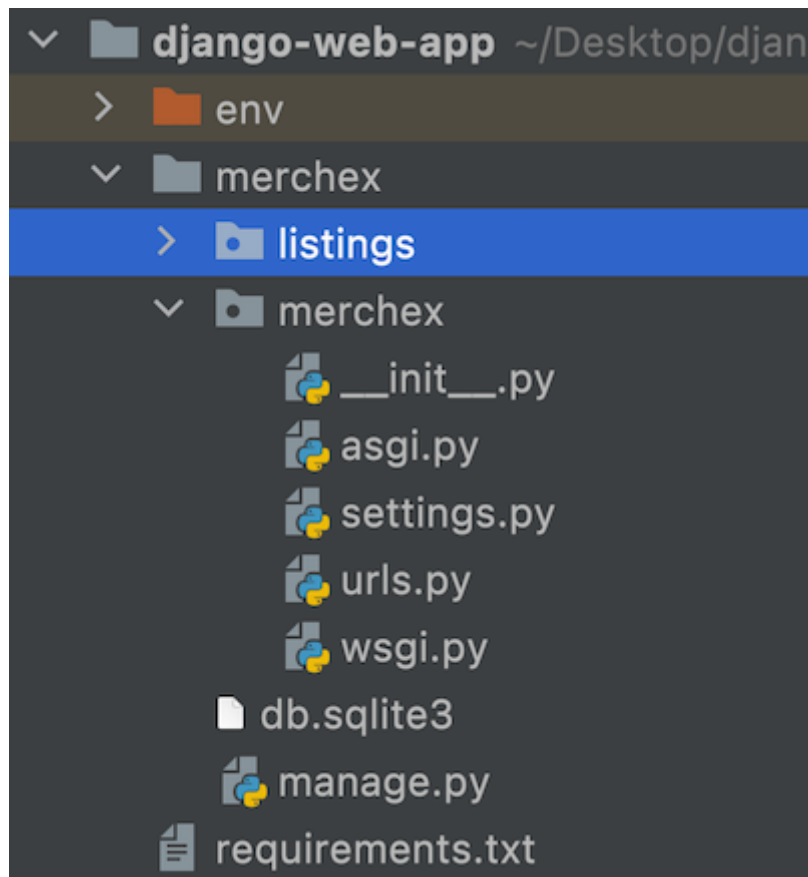 django-web-app ~/Desktop/djan
env
merchex
listings
merchex
__init__.py
asgi.py
settings.py
urls.py
wsgi.py
db.sqlite3
manage.py
requirements.txt